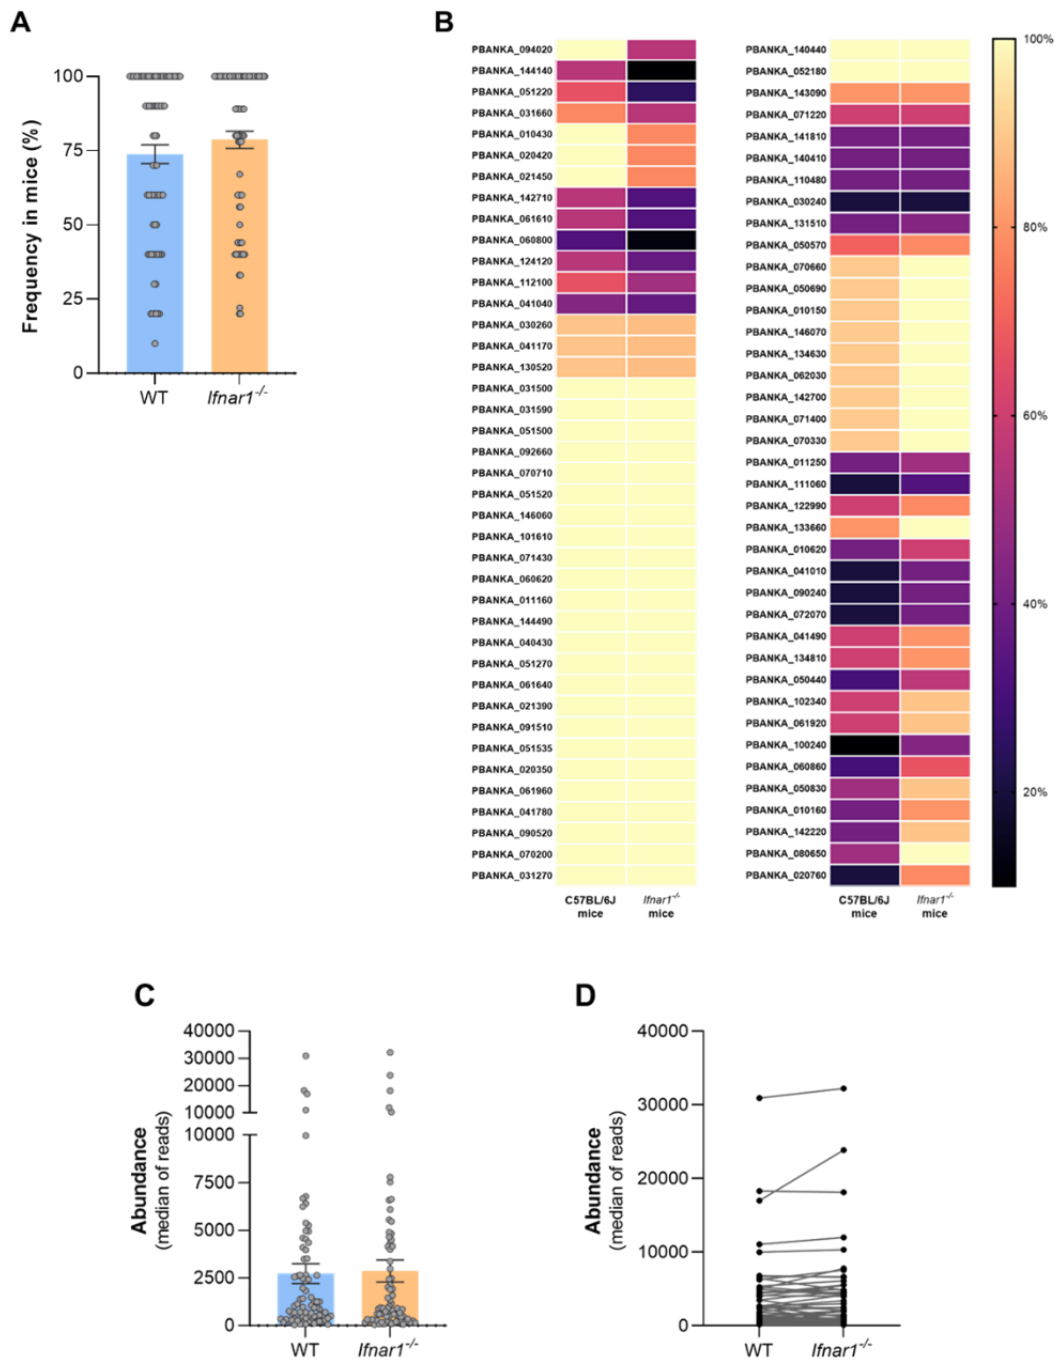 A
Frequency in mice (%)
100
75
50
25
0
WT
Ifnar1-/-
B
PBANKA_094020
PBANKA_144140
PBANKA_051220
PBANKA_031660
PBANKA_010430
PBANKA_020420
PBANKA_021450
PBANKA_142710
PBANKA_061610
PBANKA_060800
PBANKA_124120
PBANKA_112100
PBANKA_041040
PBANKA_030260
PBANKA_041170
PBANKA_130520
PBANKA_031500
PBANKA_031590
PBANKA_051500
PBANKA_092660
PBANKA_070710
PBANKA_051520
PBANKA_146060
PBANKA_101610
PBANKA_071430
PBANKA_060620
PBANKA_011160
PBANKA_144490
PBANKA_040430
PBANKA_051270
PBANKA_061640
PBANKA_021390
PBANKA_091510
PBANKA_051535
PBANKA_020350
PBANKA_061960
PBANKA_041780
PBANKA_090520
PBANKA_070200
PBANKA_031270
C57BL/6J
mice
Ifnar1-/-
mice
PBANKA_140440
PBANKA_052180
PBANKA_143090
PBANKA_071220
PBANKA_141810
PBANKA_140410
PBANKA_110480
PBANKA_030240
PBANKA_131510
PBANKA_050570
PBANKA_070660
PBANKA_050690
PBANKA_010150
PBANKA_146070
PBANKA_134630
PBANKA_062030
PBANKA_142700
PBANKA_071400
PBANKA_070330
PBANKA_011250
PBANKA_111060
PBANKA_122990
PBANKA_133660
PBANKA_010620
PBANKA_041010
PBANKA_090240
PBANKA_072070
PBANKA_041490
PBANKA_134810
PBANKA_050440
PBANKA_102340
PBANKA_061920
PBANKA_100240
PBANKA_060860
PBANKA_050830
PBANKA_010160
PBANKA_142220
PBANKA_080650
PBANKA_020760
C57BL/6J
mice
Ifnar1-/-
mice
100%
80%
60%
40%
20%
C
Abundance
(median of reads)
40000
30000
20000
10000
10000
7500
5000
2500
0
WT
Ifnar1-/-
D
Abundance
(median of reads)
40000
30000
20000
10000
0
WT
Ifnar1-/-